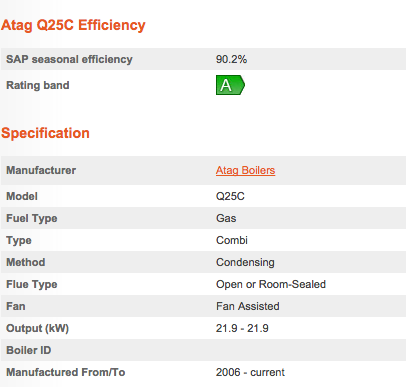 Atag Q25C Efficiency
SAP seasonal efficiency 90.2%
Rating band A
Specification
Manufacturer Atag Boilers
Model Q25C
Fuel Type Gas
Type Combi
Method Condensing
Flue Type Open or Room-Sealed
Fan Fan Assisted
Output (kW) 21.9 - 21.9
Boiler ID
Manufactured From/To 2006 - current